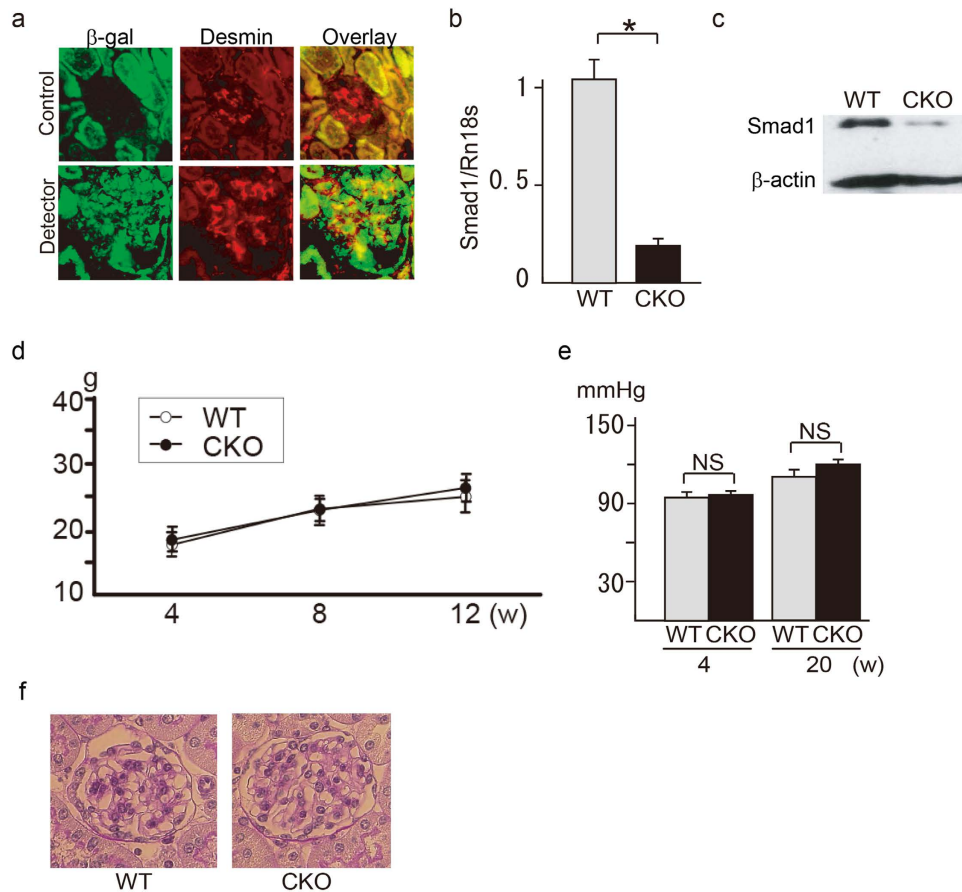 a
β-gal Desmin Overlay
Control
Detector
b
*
Smad1/Rn18s
1
0.5
0
WT CKO
c
WT CKO
Smad1
β-actin
d
g
40
30
20
10
WT
CKO
4 8 12 (w)
e
mmHg
150
90
30
NS
NS
WT CKO WT CKO
4 20 (w)
f
WT CKO